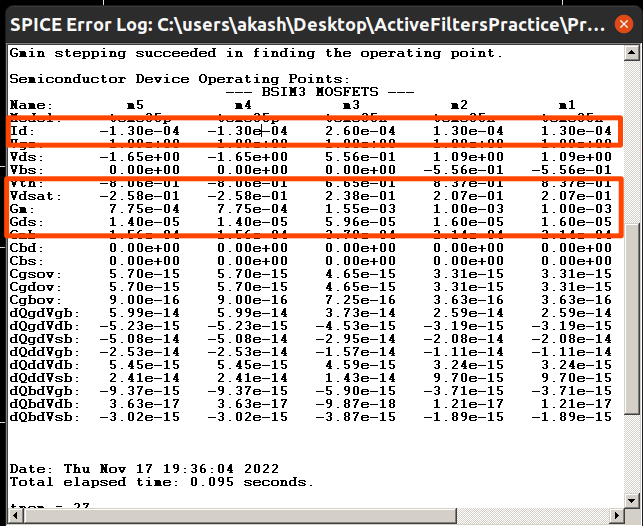 SPICE Error Log: C:\users\akash\Desktop\ActiveFiltersPractice\Pr...
Gmin stepping succeeded in finding the operating point.
Semiconductor Device Operating Points:
--- BSIM3 MOSFETS ---
Name: m5 m4 m3 m2 m1
Model:
Id: -1.30e-04 -1.30e-04 2.60e-04 1.30e-04 1.30e-04
Vds: -1.65e+00 -1.65e+00 5.56e-01 1.09e+00 1.09e+00
Vbs: 0.00e+00 0.00e+00 0.00e+00 -5.56e-01 -5.56e-01
Vth: -8.06e-01 -8.06e-01 6.65e-01 8.37e-01 8.37e-01
Vdsat: -2.58e-01 -2.58e-01 2.38e-01 2.07e-01 2.07e-01
Gm: 7.75e-04 7.75e-04 1.55e-03 1.00e-03 1.00e-03
Gds: 1.40e-05 1.40e-05 5.96e-05 1.60e-05 1.60e-05
Cbd: 0.00e+00 0.00e+00 0.00e+00 0.00e+00 0.00e+00
Cbs: 0.00e+00 0.00e+00 0.00e+00 0.00e+00 0.00e+00
Cgsov: 5.70e-15 5.70e-15 4.65e-15 3.31e-15 3.31e-15
Cgdov: 5.70e-15 5.70e-15 4.65e-15 3.31e-15 3.31e-15
Cgbov: 9.00e-16 9.00e-16 7.25e-16 3.63e-16 3.63e-16
dQgdVgb: 5.99e-14 5.99e-14 3.73e-14 2.59e-14 2.59e-14
dQgdVdb: -5.23e-15 -5.23e-15 -4.53e-15 -3.19e-15 -3.19e-15
dQgdVsb: -5.08e-14 -5.08e-14 -2.95e-14 -2.08e-14 -2.08e-14
dQddVgb: -2.53e-14 -2.53e-14 -1.57e-14 -1.11e-14 -1.11e-14
dQddVdb: 5.45e-15 5.45e-15 4.59e-15 3.24e-15 3.24e-15
dQddVsb: 2.41e-14 2.41e-14 1.43e-14 9.70e-15 9.70e-15
dQbdVgb: -9.37e-15 -9.37e-15 -5.90e-15 -3.71e-15 -3.71e-15
dQbdVdb: 3.63e-17 3.63e-17 -9.87e-18 1.21e-17 1.21e-17
dQbdVsb: -3.02e-15 -3.02e-15 -3.87e-15 -1.89e-15 -1.89e-15
Date: Thu Nov 17 19:36:04 2022
Total elapsed time: 0.095 seconds.
tnom = 27